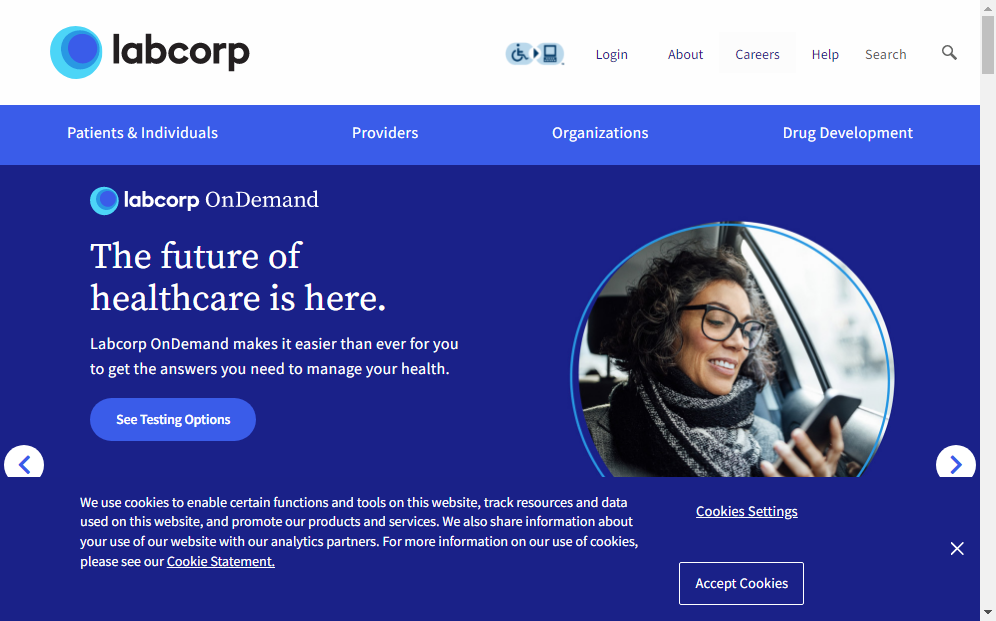 labcorp
Login
About
Careers
Help
Search
Patients & Individuals
Providers
Organizations
Drug Development
labcorp OnDemand
The future of
healthcare is here.
Labcorp OnDemand makes it easier than ever for you
to get the answers you need to manage your health.
See Testing Options
We use cookies to enable certain functions and tools on this website, track resources and data
used on this website, and promote our products and services. We also share information about
your use of our website with our analytics partners. For more information on our use of cookies,
please see our Cookie Statement.
Cookies Settings
Accept Cookies